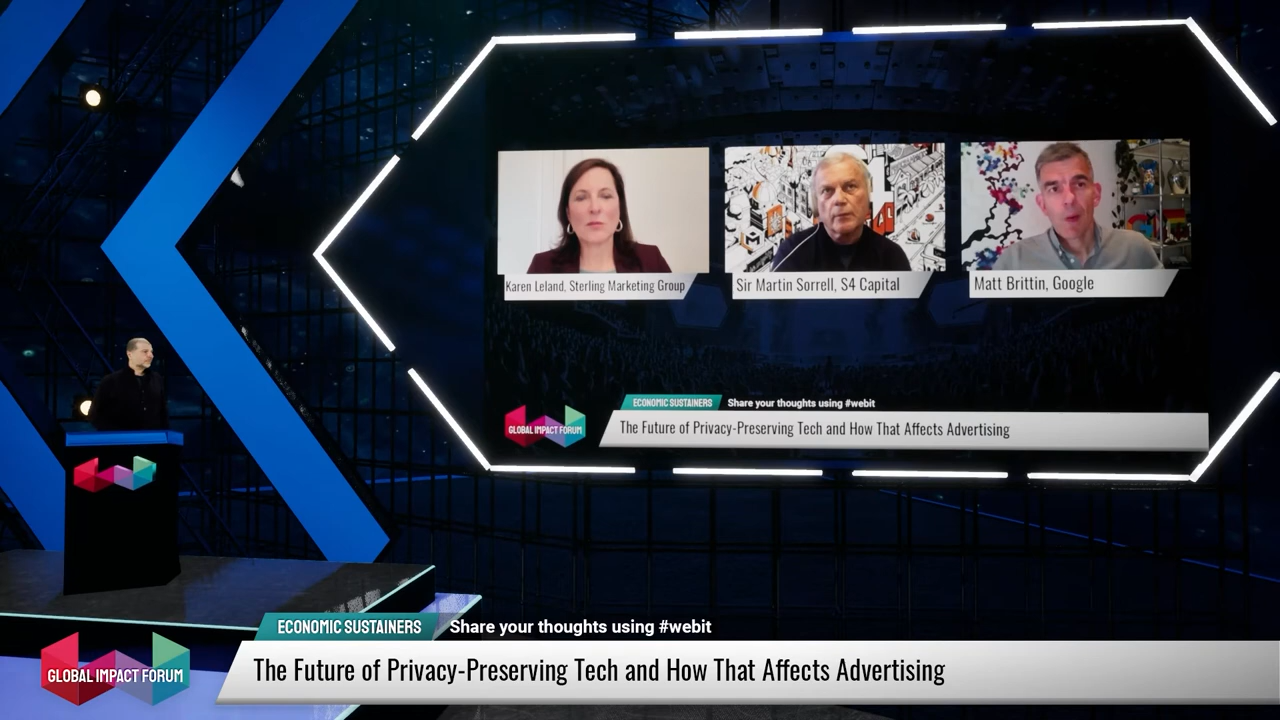 Karen Leland, Sterling Marketing Group
Sir Martin Sorrell, S4 Capital
Matt Brittin, Google
ECONOMIC SUSTAINERS
Share your thoughts using #webit
GLOBAL IMPACT FORUM
The Future of Privacy-Preserving Tech and How That Affects Advertising
ECONOMIC SUSTAINERS
Share your thoughts using #webit
GLOBAL IMPACT FORUM
The Future of Privacy-Preserving Tech and How That Affects Advertising